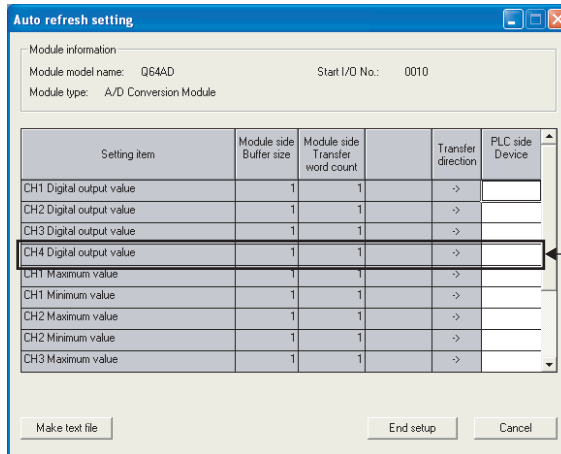 Auto refresh setting
Module information
Module model name: Q64AD Start I/O No.: 0010
Module type: A/D Conversion Module
Setting item Module side Buffer size Module side Transfer word count Transfer direction PLC side Device
CH1 Digital output value 1 1 ->
CH2 Digital output value 1 1 ->
CH3 Digital output value 1 1 ->
CH4 Digital output value 1 1 ->
CH1 Maximum value 1 1 ->
CH1 Minimum value 1 1 ->
CH2 Maximum value 1 1 ->
CH2 Minimum value 1 1 ->
CH3 Maximum value 1 1 ->
Make text file End setup Cancel